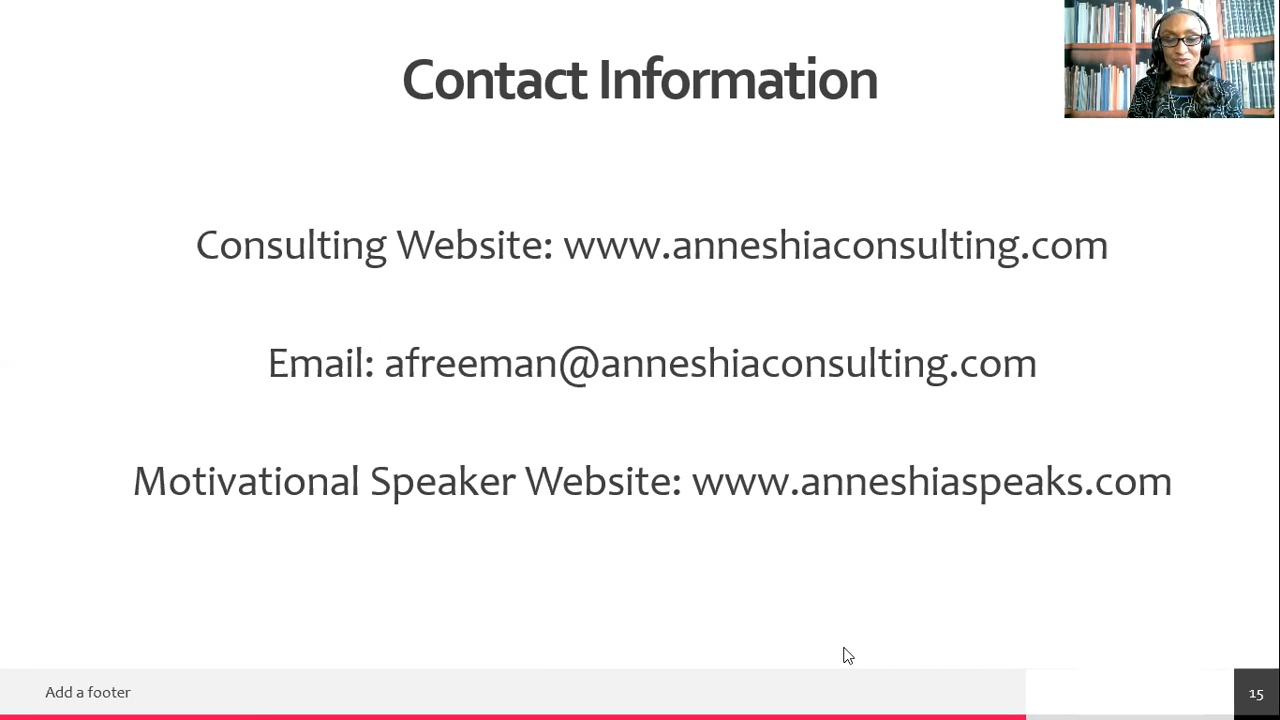 Contact Information
Consulting Website: www.anneshiaconsulting.com
Email: afreeman@anneshiaconsulting.com
Motivational Speaker Website: www.anneshiaspeaks.com
Add a footer
15